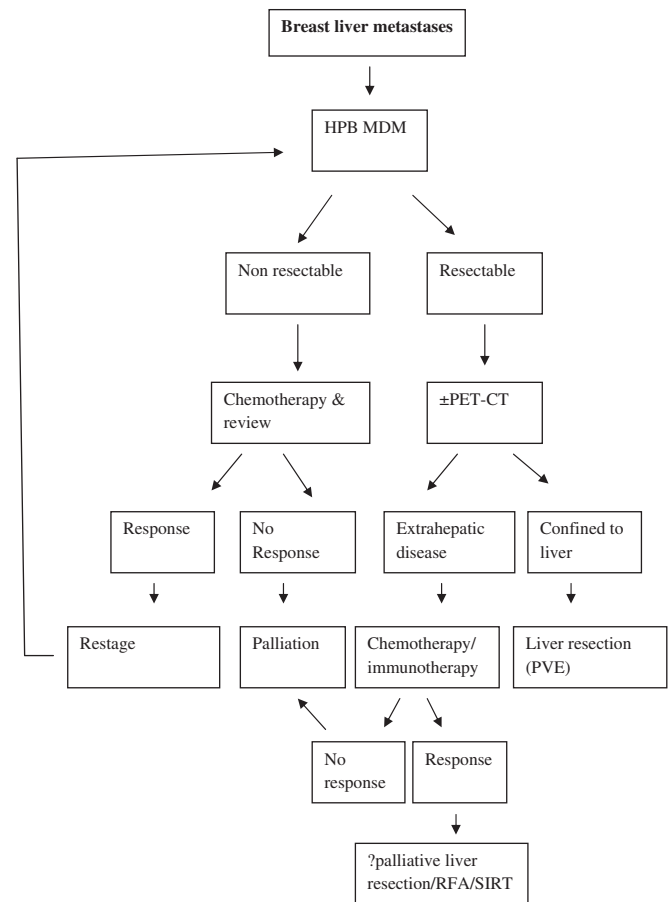 Breast liver metastases
HPB MDM
Non resectable
Resectable
Chemotherapy &
review
±PET-CT
Response
No
Response
Extrahepatic
disease
Confined to
liver
Restage
Palliation
Chemotherapy/
immunotherapy
Liver resection
(PVE)
No
response
Response
?palliative liver
resection/RFA/SIRT